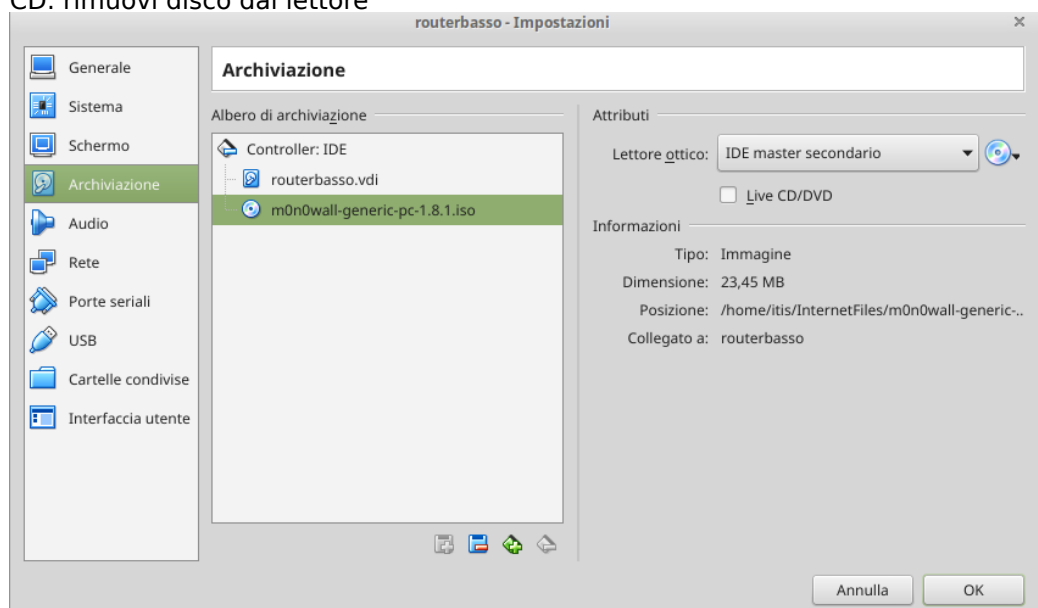 CD: rimuovi disco dal lettore
routerbasso - Impostazioni
Generale
Sistema
Schermo
Archiviazione
Audio
Rete
Porte seriali
USB
Cartelle condivise
Interfaccia utente
Archiviazione
Albero di archiviazione
Controller: IDE
routerbasso.vdi
m0n0wall-generic-pc-1.8.1.iso
Attributi
Lettore ottico: IDE master secondario
Live CD/DVD
Informazioni
Tipo: Immagine
Dimensione: 23,45 MB
Posizione: /home/itis/InternetFiles/m0n0wall-generic-..
Collegato a: routerbasso
Annulla OK